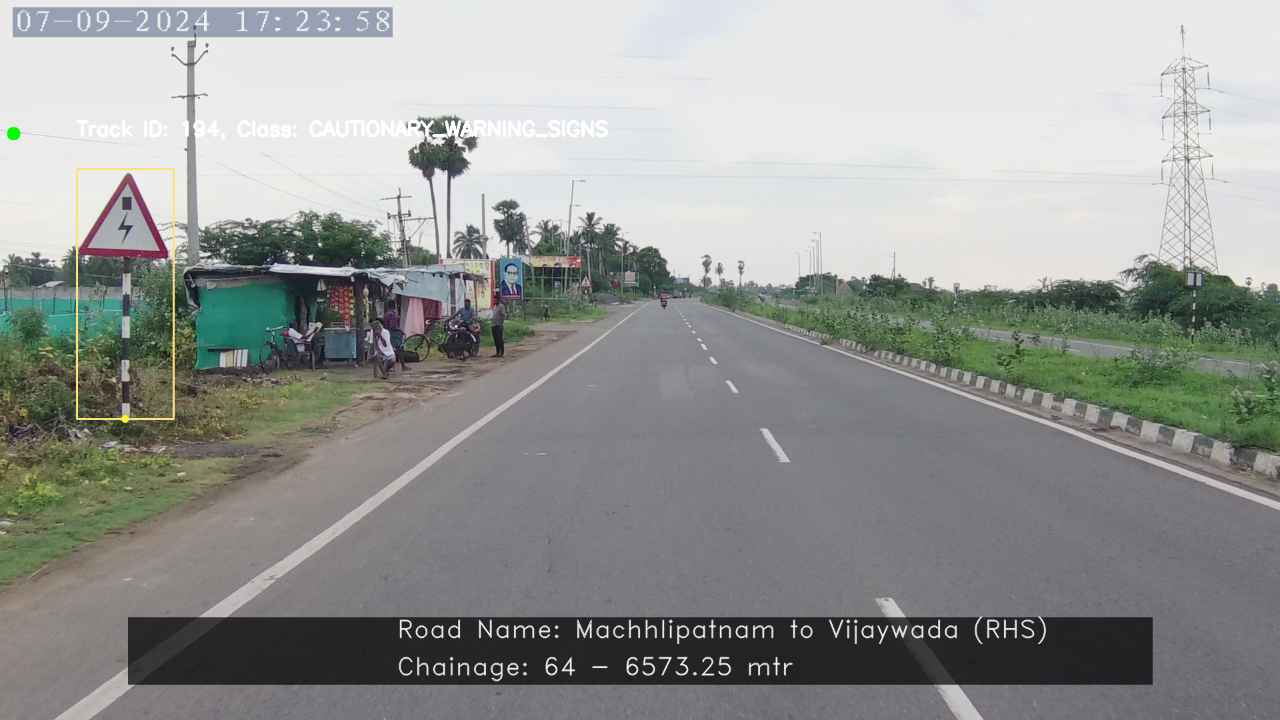 07-09-2024 17:23:58
Track ID: 194, Class: CAUTIONARY_WARNING_SIGNS
Road Name: Machhlipatnam to Vijaywada (RHS)
Chainage: 64 - 6573.25 mtr